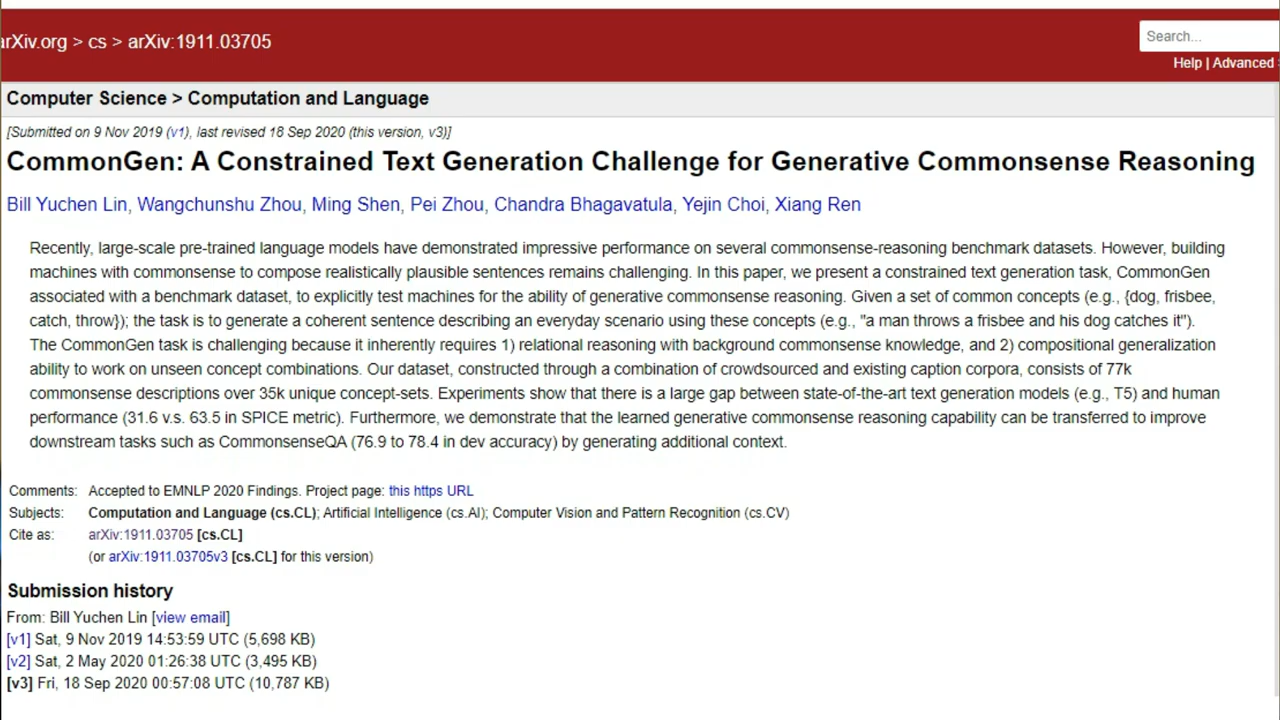 arXiv.org > cs > arXiv:1911.03705
Search...
Help | Advanced
Computer Science > Computation and Language
[Submitted on 9 Nov 2019 (v1), last revised 18 Sep 2020 (this version, v3)]
CommonGen: A Constrained Text Generation Challenge for Generative Commonsense Reasoning
Bill Yuchen Lin, Wangchunshu Zhou, Ming Shen, Pei Zhou, Chandra Bhagavatula, Yejin Choi, Xiang Ren
Recently, large-scale pre-trained language models have demonstrated impressive performance on several commonsense-reasoning benchmark datasets. However, building
machines with commonsense to compose realistically plausible sentences remains challenging. In this paper, we present a constrained text generation task, CommonGen
associated with a benchmark dataset, to explicitly test machines for the ability of generative commonsense reasoning. Given a set of common concepts (e.g., {dog, frisbee,
catch, throw}); the task is to generate a coherent sentence describing an everyday scenario using these concepts (e.g., "a man throws a frisbee and his dog catches it").
The CommonGen task is challenging because it inherently requires 1) relational reasoning with background commonsense knowledge, and 2) compositional generalization
ability to work on unseen concept combinations. Our dataset, constructed through a combination of crowdsourced and existing caption corpora, consists of 77k
commonsense descriptions over 35k unique concept-sets. Experiments show that there is a large gap between state-of-the-art text generation models (e.g., T5) and human
performance (31.6 v.s. 63.5 in SPICE metric). Furthermore, we demonstrate that the learned generative commonsense reasoning capability can be transferred to improve
downstream tasks such as CommonsenseQA (76.9 to 78.4 in dev accuracy) by generating additional context.
Comments: Accepted to EMNLP 2020 Findings. Project page: this https URL
Subjects: Computation and Language (cs.CL); Artificial Intelligence (cs.AI); Computer Vision and Pattern Recognition (cs.CV)
Cite as: arXiv:1911.03705 [cs.CL]
(or arXiv:1911.03705v3 [cs.CL] for this version)
Submission history
From: Bill Yuchen Lin [view email]
[v1] Sat, 9 Nov 2019 14:53:59 UTC (5,698 KB)
[v2] Sat, 2 May 2020 01:26:38 UTC (3,495 KB)
[v3] Fri, 18 Sep 2020 00:57:08 UTC (10,787 KB)